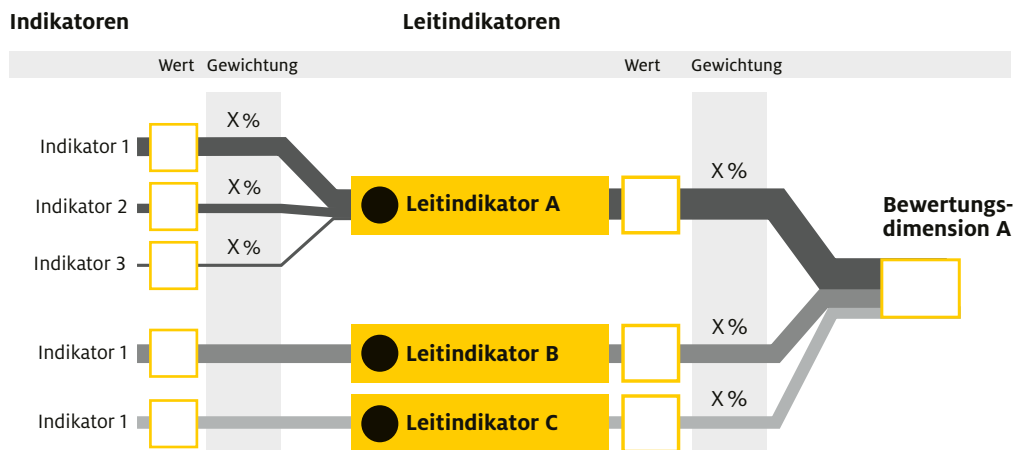 Indikatoren Leitindikatoren
Wert Gewichtung Wert Gewichtung
X %
Indikator 1
X %
X %
Indikator 2
Leitindikator A
Bewertungs-
dimension A
X %
Indikator 3
X %
Indikator 1
Leitindikator B
X %
Indikator 1
Leitindikator C